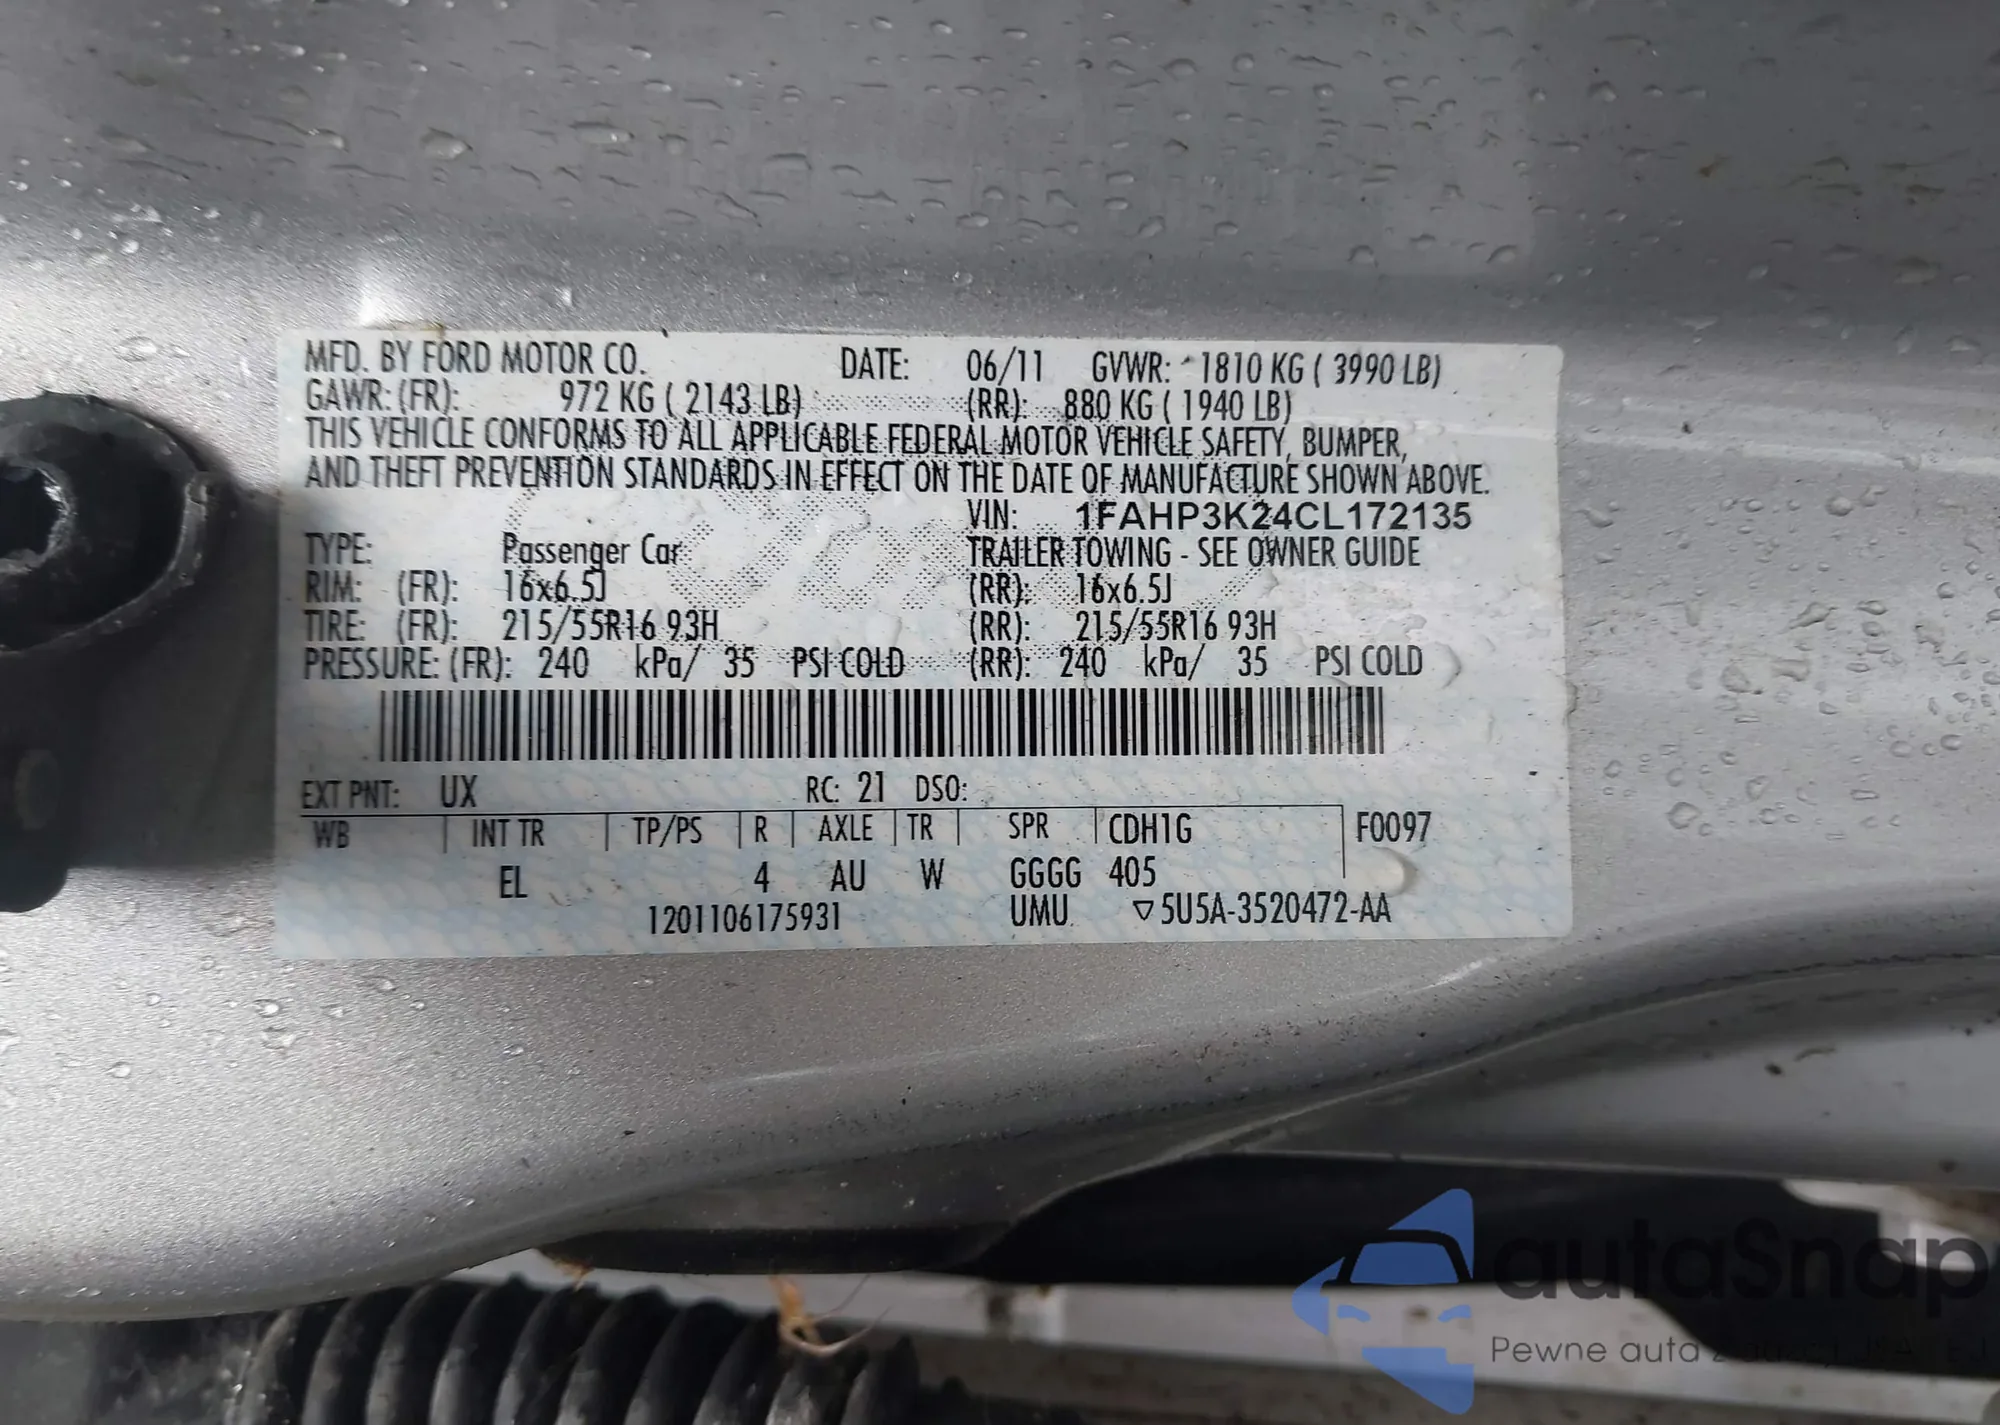 MFD. BY FORD MOTOR CO. DATE: 06/11 GVWR: 1810 KG ( 3990 LB)
GAWR: (FR): 972 KG ( 2143 LB) (RR): 880 KG ( 1940 LB)
THIS VEHICLE CONFORMS TO ALL APPLICABLE FEDERAL MOTOR VEHICLE SAFETY, BUMPER,
AND THEFT PREVENTION STANDARDS IN EFFECT ON THE DATE OF MANUFACTURE SHOWN ABOVE.
VIN: 1FAHP3K24CL172135
TYPE: Passenger Car TRAILER TOWING - SEE OWNER GUIDE
RIM: (FR): 16x6.5J (RR): 16x6.5J
TIRE: (FR): 215/55R16 93H (RR): 215/55R16 93H
PRESSURE: (FR): 240 kPa/ 35 PSI COLD (RR): 240 kPa/ 35 PSI COLD
EXT PNT: UX RC: 21 DSO:
WB INT TR TP/PS R AXLE TR SPR CDH1G F0097
EL 4 AU W GGGG 405
1201106175931 UMU ▽5U5A-3520472-AA
autaSnap
Pewne auta